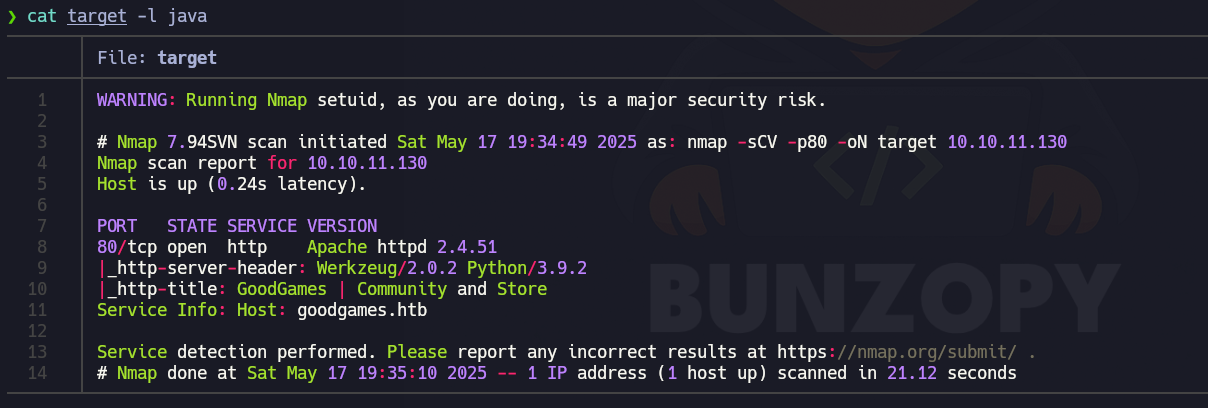 ❯ cat target -l java
File: target
1 WARNING: Running Nmap setuid, as you are doing, is a major security risk.
2
3 # Nmap 7.94SVN scan initiated Sat May 17 19:34:49 2025 as: nmap -sCV -p80 -oN target 10.10.11.130
4 Nmap scan report for 10.10.11.130
5 Host is up (0.24s latency).
6
7 PORT   STATE SERVICE VERSION
8 80/tcp open  http    Apache httpd 2.4.51
9 |_http-server-header: Werkzeug/2.0.2 Python/3.9.2
10 |_http-title: GoodGames | Community and Store
11 Service Info: Host: goodgames.htb
12
13 Service detection performed. Please report any incorrect results at https://nmap.org/submit/ .
14 # Nmap done at Sat May 17 19:35:10 2025 -- 1 IP address (1 host up) scanned in 21.12 seconds
</>
BUNZOPY